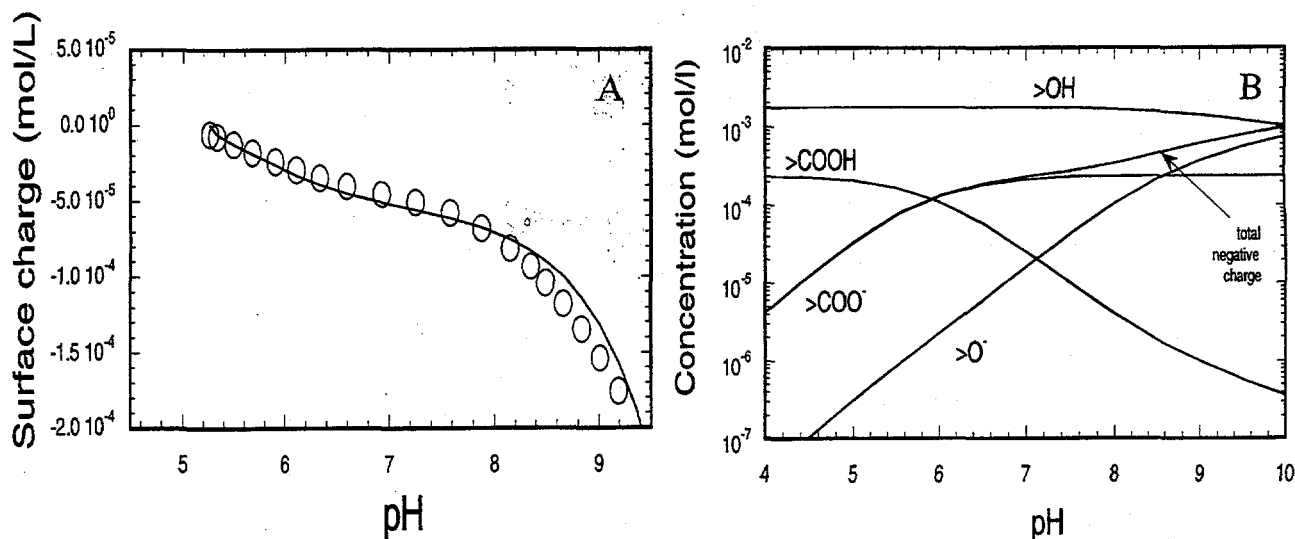 A
Surface charge (mol/L)
5.0 10⁻⁵
0.0 10⁰
-5.0 10⁻⁵
-1.0 10⁻⁴
-1.5 10⁻⁴
-2.0 10⁻⁴
5 6 7 8 9
pH
B
Concentration (mol/l)
10⁻²
10⁻³
10⁻⁴
10⁻⁵
10⁻⁶
10⁻⁷
>OH
>COOH
total
negative
charge
>COO⁻
>O⁻
4 5 6 7 8 9 10
pH